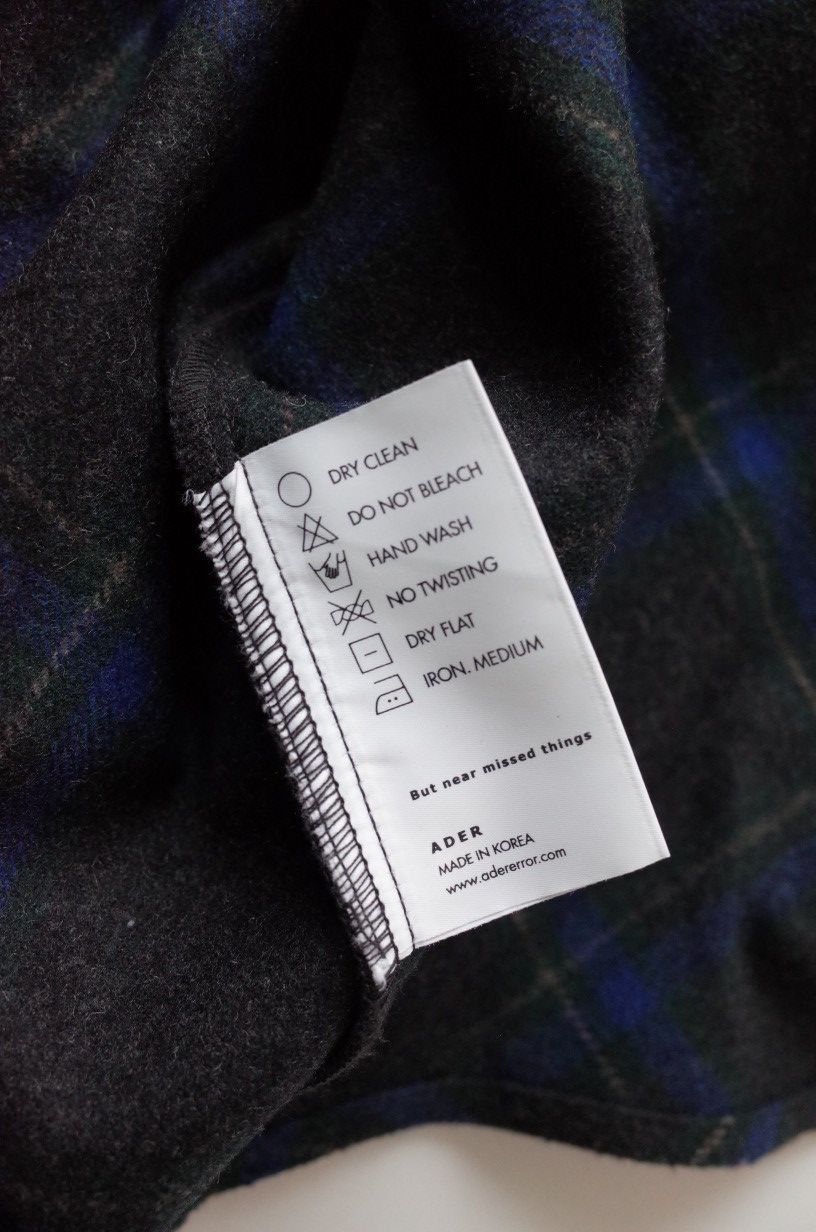 DRY CLEAN
DO NOT BLEACH
HAND WASH
NO TWISTING
DRY FLAT
IRON. MEDIUM
But near missed things
ADER
MADE IN KOREA
www.adererror.com